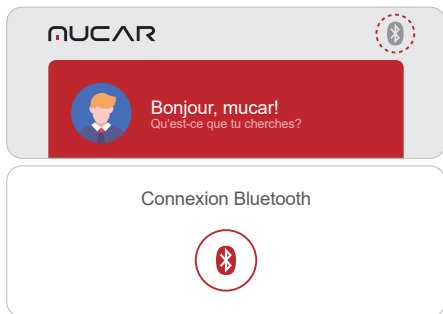 MUCAR
Bonjour, mucar!
Qu'est-ce que tu cherches?
Connexion Bluetooth